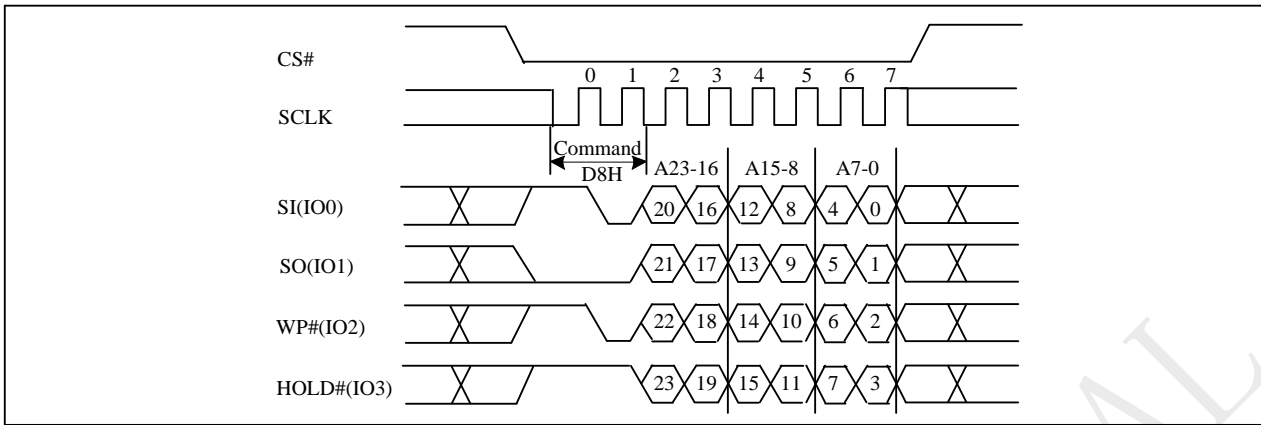 CS#
0 1 2 3 4 5 6 7
SCLK
Command
D8H
A23-16 A15-8 A7-0
SI(IO0) 20 16 12 8 4 0
SO(IO1) 21 17 13 9 5 1
WP#(IO2) 22 18 14 10 6 2
HOLD#(IO3) 23 19 15 11 7 3
AL